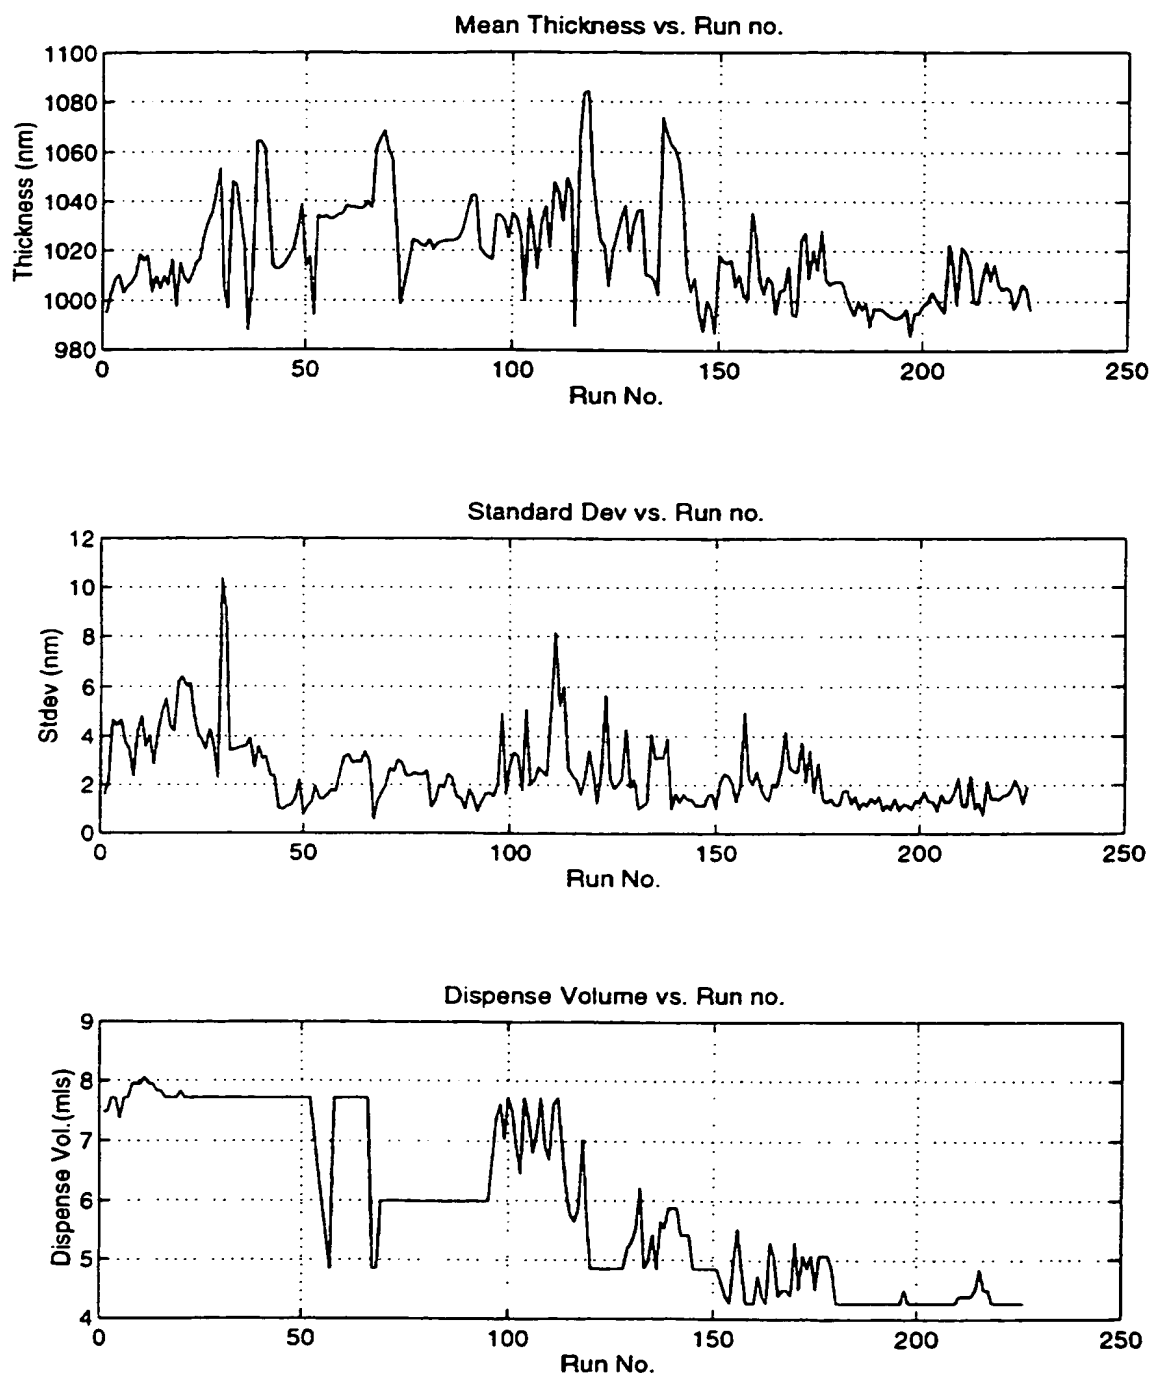 Mean Thickness vs. Run no.
1100
1080
1060
1040
1020
1000
980
Thickness (nm)
0 50 100 150 200 250
Run No.
Standard Dev vs. Run no.
12
10
8
6
4
2
0
Stdev (nm)
0 50 100 150 200 250
Run No.
Dispense Volume vs. Run no.
9
8
7
6
5
4
Dispense Vol.(mls)
0 50 100 150 200 250
Run No.